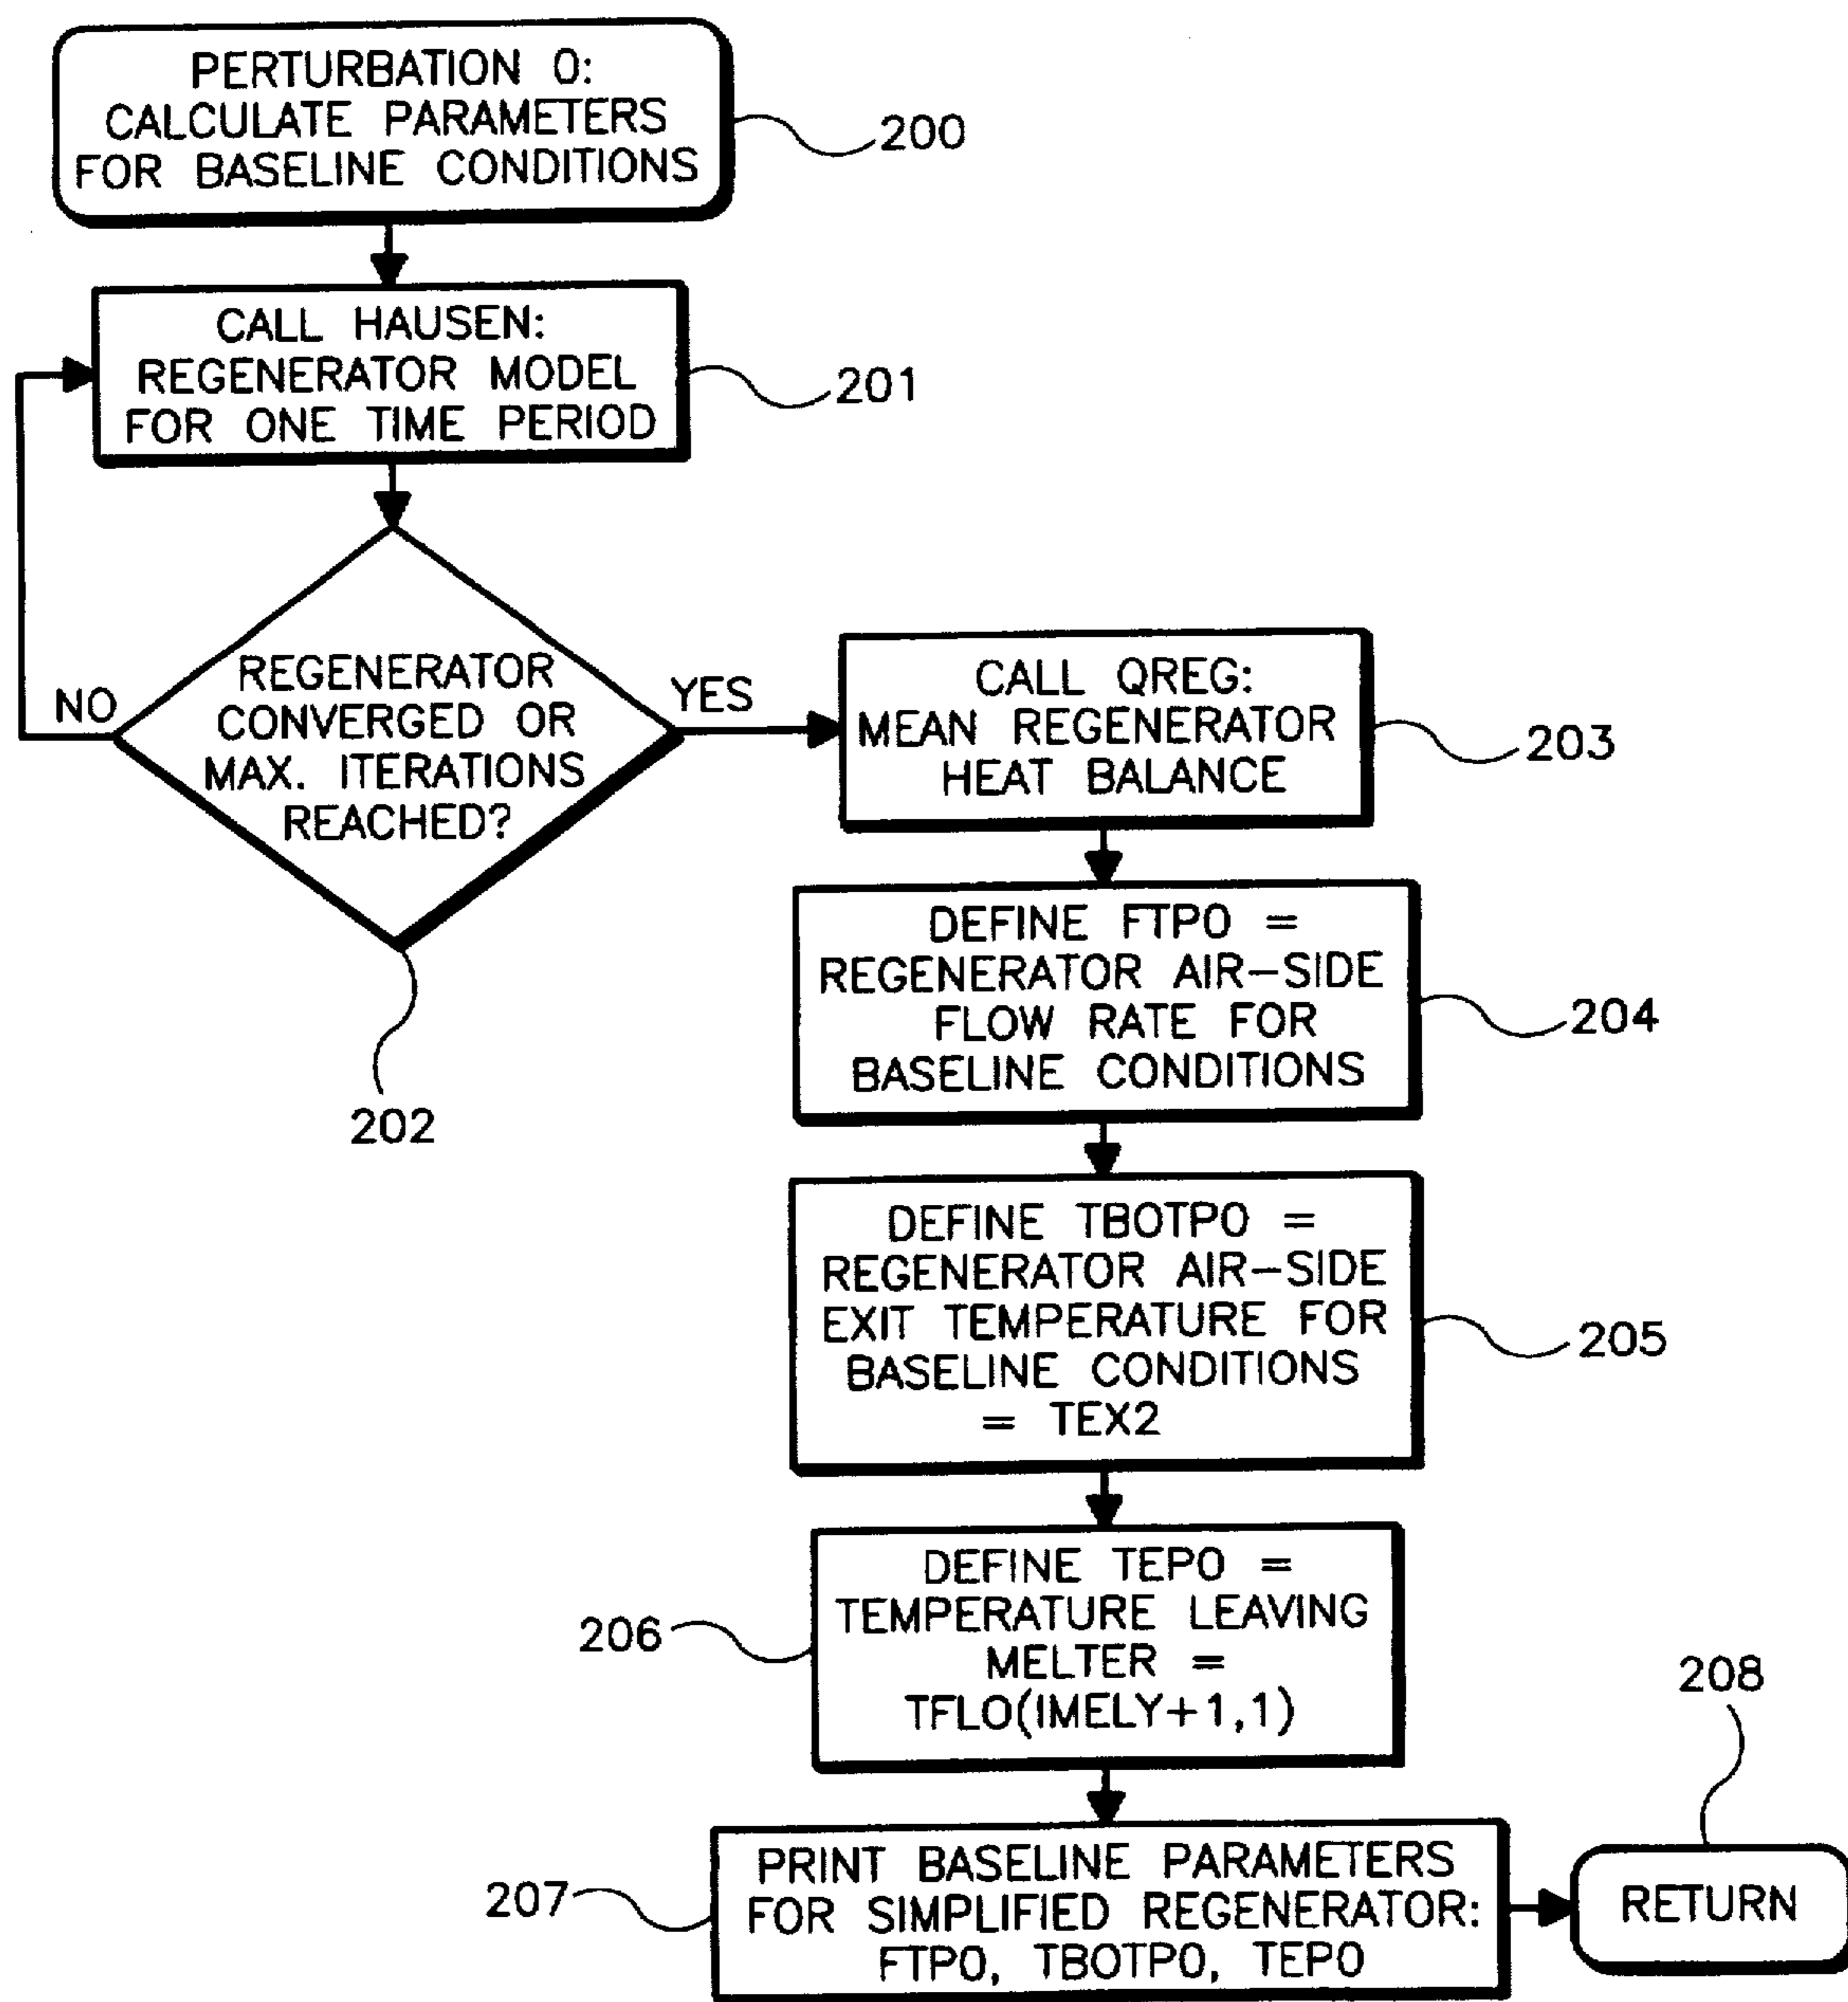 PERTURBATION 0:
CALCULATE PARAMETERS
FOR BASELINE CONDITIONS
200
CALL HAUSEN:
REGENERATOR MODEL
FOR ONE TIME PERIOD
201
REGENERATOR
CONVERGED OR
MAX. ITERATIONS
REACHED?
NO
YES
202
CALL QREG:
MEAN REGENERATOR
HEAT BALANCE
203
DEFINE FTP0 =
REGENERATOR AIR-SIDE
FLOW RATE FOR
BASELINE CONDITIONS
204
DEFINE TBOTP0 =
REGENERATOR AIR-SIDE
EXIT TEMPERATURE FOR
BASELINE CONDITIONS
= TEX2
205
DEFINE TEP0 =
TEMPERATURE LEAVING
MELTER =
TFLO(IMELY+1,1)
206
PRINT BASELINE PARAMETERS
FOR SIMPLIFIED REGENERATOR:
FTP0, TBOTP0, TEP0
207
RETURN
208